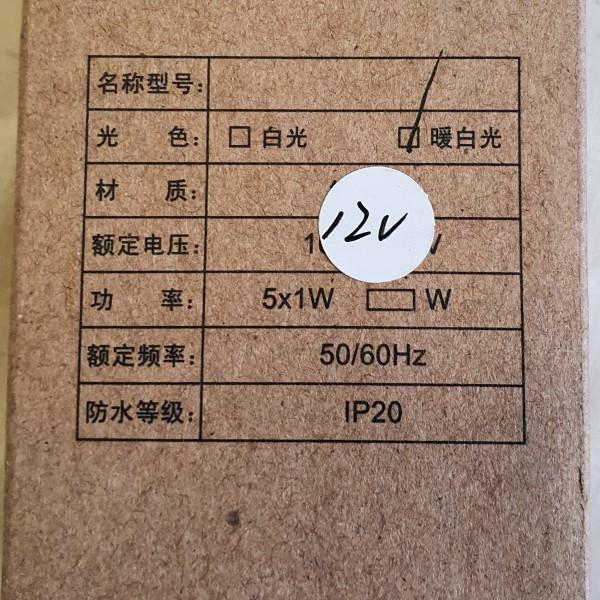 名称型号:
光 色: □ 白光 □ 暖白光
材 质:
额定电压: 12V
功 率: 5x1W □ W
额定频率: 50/60Hz
防水等级: IP20